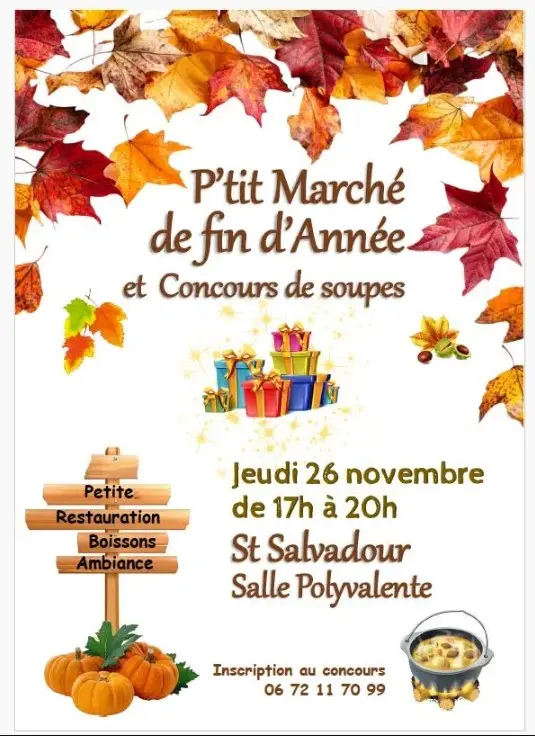 P'tit Marché
de fin d'Année
et Concours de soupes
Petite
Restauration
Boissons
Ambiance
Jeudi 26 novembre
de 17h à 20h
St Salvadour
Salle Polyvalente
Inscription au concours
06 72 11 70 99